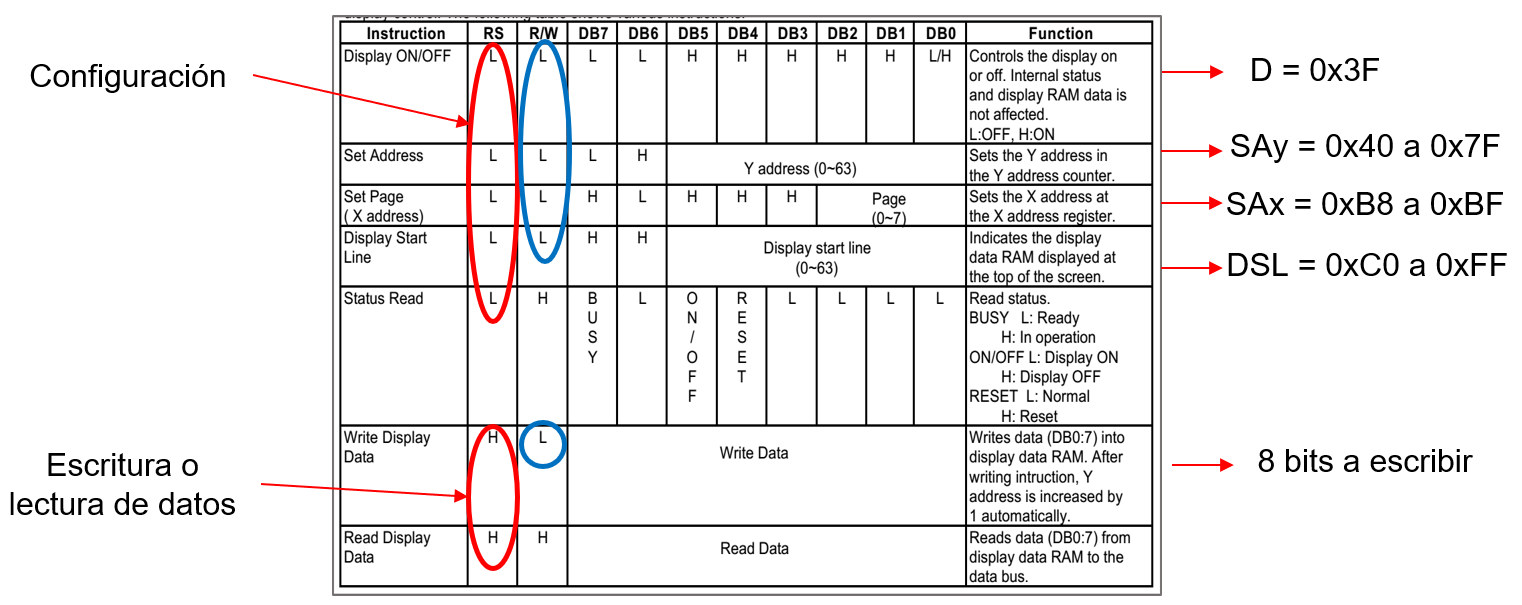 display control. The following table shows various instructions.
Instruction RS R/W DB7 DB6 DB5 DB4 DB3 DB2 DB1 DB0 Function
Configuración
Display ON/OFF L L L L H H H H H L/H Controls the display on
or off. Internal status
and display RAM data is
not affected.
L:OFF, H:ON
D = 0x3F
Set Address L L L H Y address (0~63) Sets the Y address in
the Y address counter.
SAy = 0x40 a 0x7F
Set Page L L H L H H H Page Sets the X address at
( X address) (0~7) the X address register.
SAx = 0xB8 a 0xBF
Display Start L L H H Display start line Indicates the display
Line (0~63) data RAM displayed at
the top of the screen.
DSL = 0xC0 a 0xFF
Status Read L H BUSY L ON/OFF RESET L L L L Read status.
BUSY L: Ready
H: In operation
ON/OFF L: Display ON
H: Display OFF
RESET L: Normal
H: Reset
Escritura o
lectura de datos
Write Display H L Write Data Writes data (DB0:7) into
Data display data RAM. After
writing intruction, Y
address is increased by
1 automatically.
8 bits a escribir
Read Display H H Read Data Reads data (DB0:7) from
Data display data RAM to the
data bus.